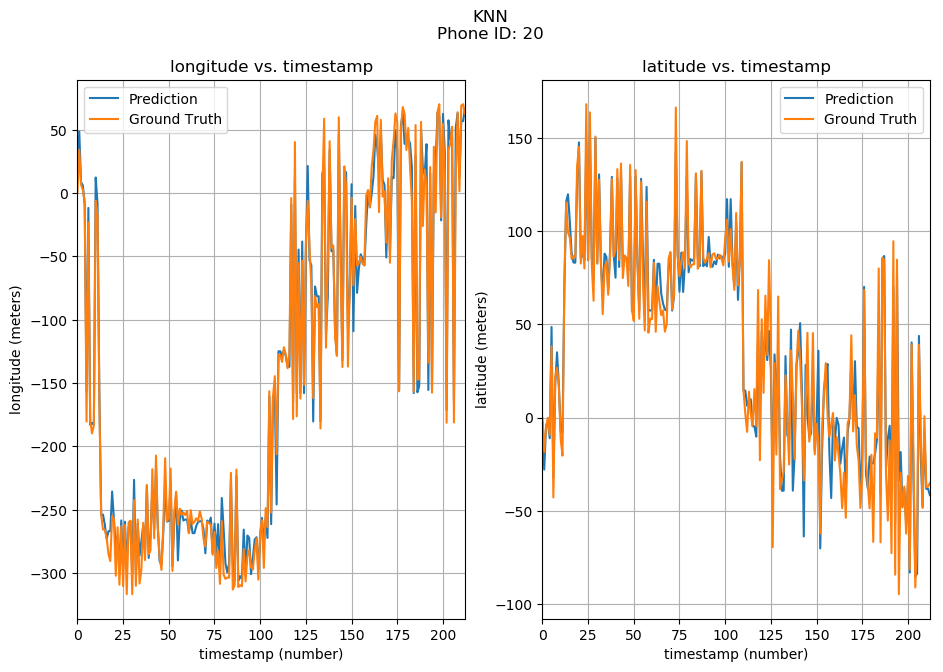 KNN
Phone ID: 20
longitude vs. timestamp
Prediction
Ground Truth
longitude (meters)
50
0
−50
−100
−150
−200
−250
−300
0
25
50
75
100
125
150
175
200
timestamp (number)
latitude vs. timestamp
Prediction
Ground Truth
latitude (meters)
150
100
50
0
−50
−100
0
25
50
75
100
125
150
175
200
timestamp (number)